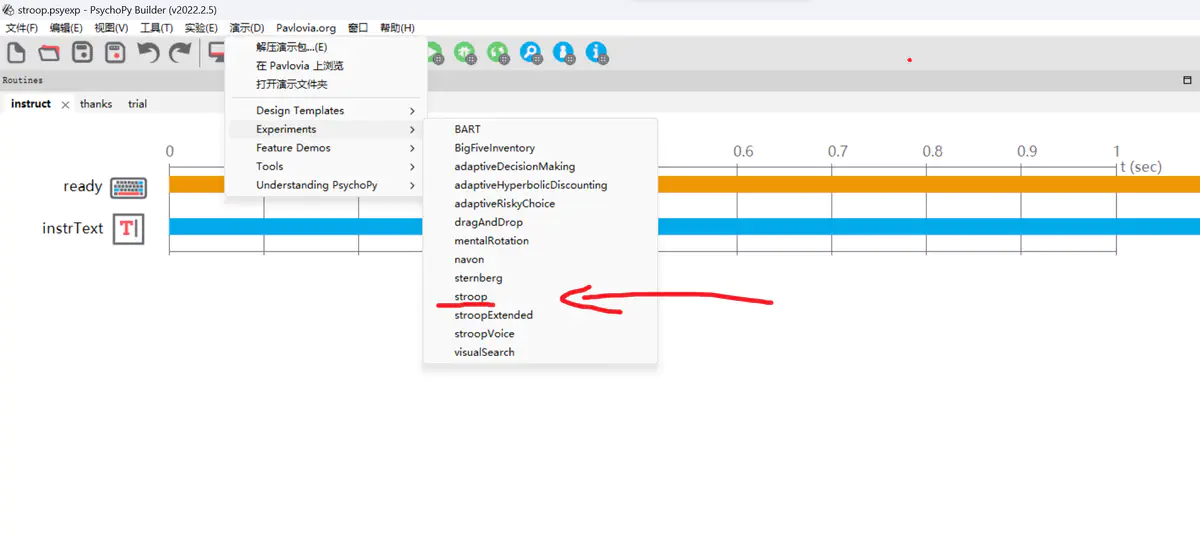 stroop.psyexp - PsychoPy Builder (v2022.2.5)
文件(F) 编辑(E) 视图(V) 工具(T) 实验(E) 演示(D) Pavlovia.org 窗口 帮助(H)
解压演示包...(E)
在 Pavlovia 上浏览
打开演示文件夹
Design Templates
Experiments
Feature Demos
Tools
Understanding PsychoPy
BART
BigFiveInventory
adaptiveDecisionMaking
adaptiveHyperbolicDiscounting
adaptiveRiskyChoice
dragAndDrop
mentalRotation
navon
sternberg
stroop
stroopExtended
stroopVoice
visualSearch
Routines
instruct thanks trial
0 0.6 0.7 0.8 0.9 1
t (sec)
ready
instrText T